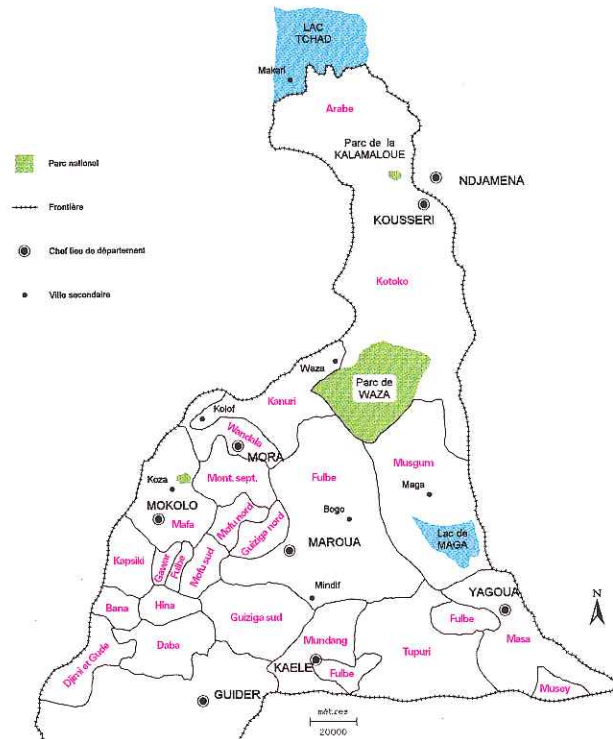 LAC
TCHAD
Makari
Arabe
Parc de la
KALAMALOUE
NDJAMENA
KOUSSERI
Parc national
Frontière
Chef lieu de département
Ville secondaire
Kotoko
Waza
Parc de
WAZA
Kanuri
Kolof
Wandala
MORA
Musgum
Mont. sept.
Fulbe
Koza
Maga
MOKOLO
Mafa
Mofu nord
Bogo
Guiziga nord
MAROUA
Lac de
MAGA
Kapsiki
Gawar
Fulbe
Mofu sud
Mindif
YAGOUA
Bana
Hina
Guiziga sud
Fulbe
Mundang
Masa
Daba
Tupuri
Djimi et Gude
KAELE
Fulbe
Musey
GUIDER
N
mètres
20000